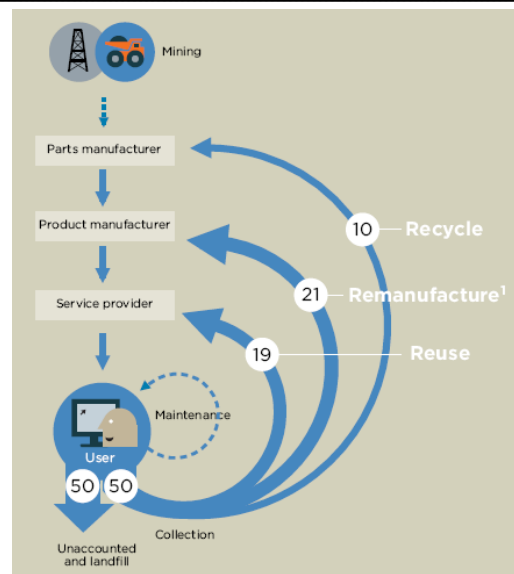 Mining
Parts manufacturer
10
Recycle
Product manufacturer
21
Remanufacture¹
Service provider
19
Reuse
Maintenance
User
50
50
Collection
Unaccounted
and landfill